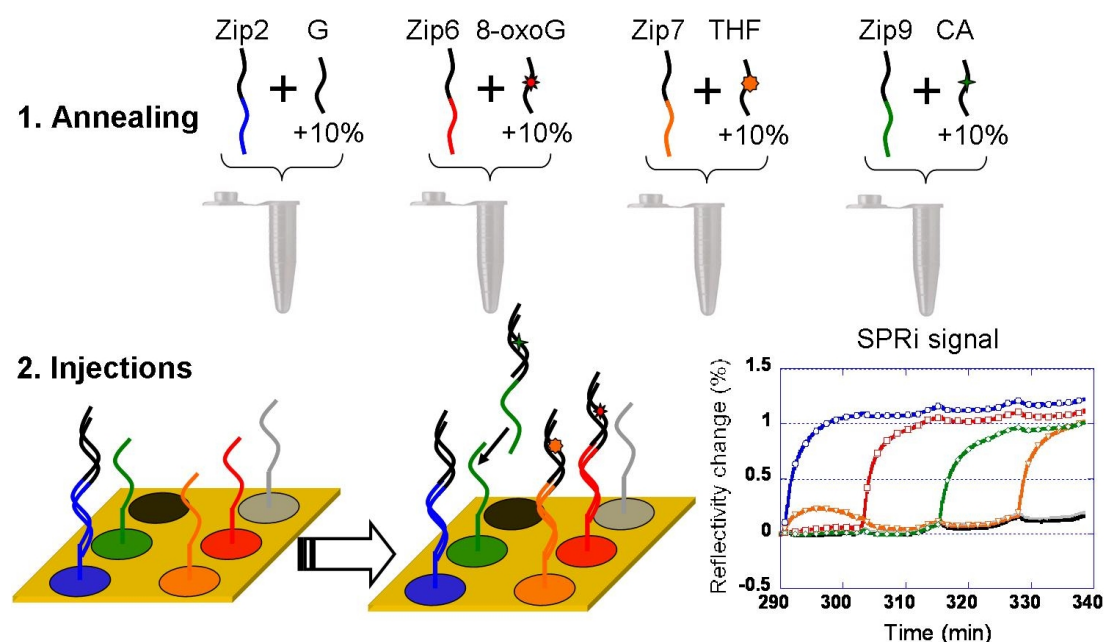 Zip2 G Zip6 8-oxoG Zip7 THF Zip9 CA
+ + + +
1. Annealing
+10% +10% +10% +10%
2. Injections
SPRi signal
Reflectivity change (%)
1.5
1
0.5
0
-0.5
290 300 310 320 330 340
Time (min)